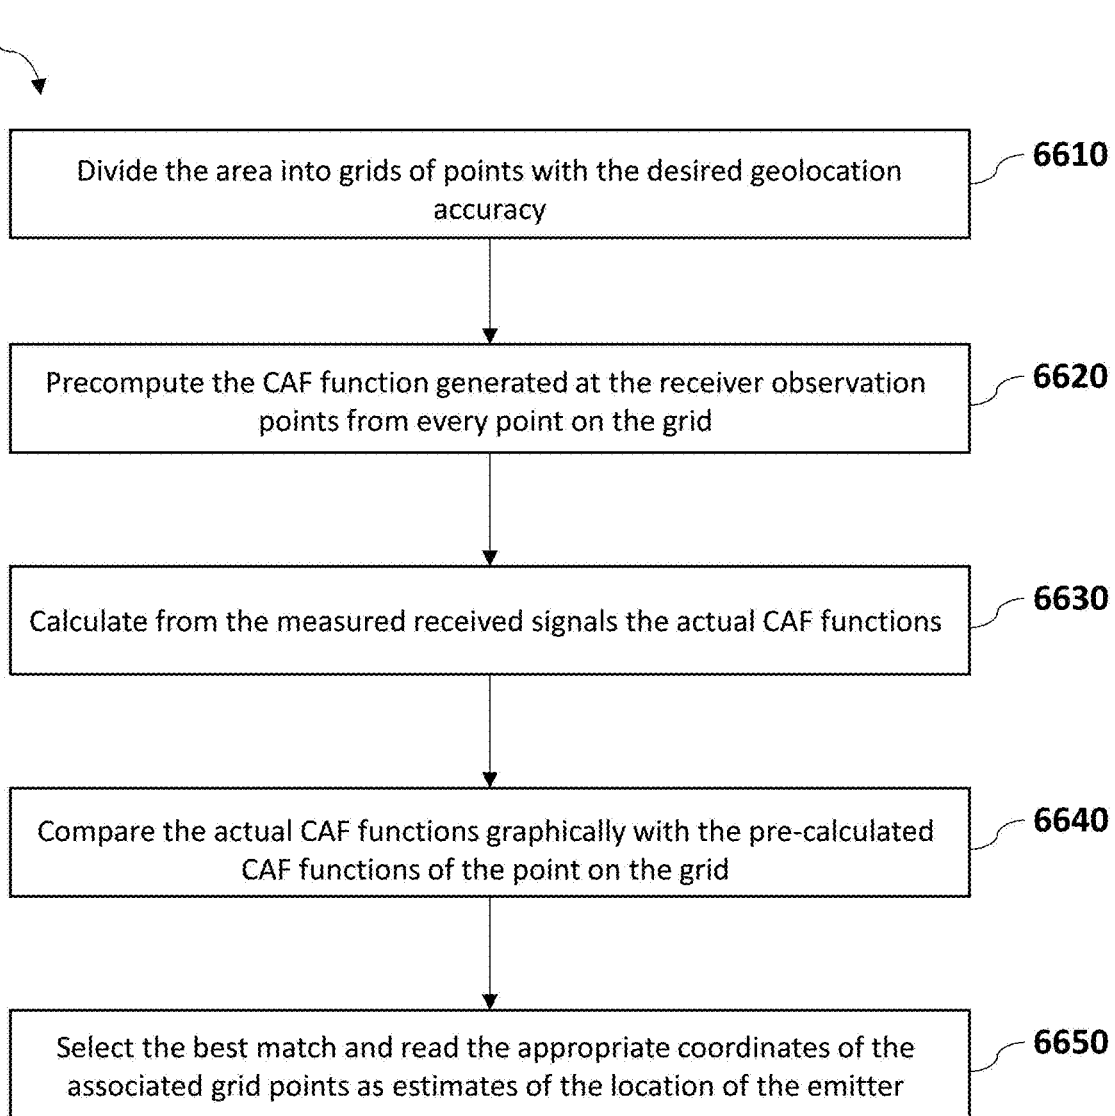 Divide the area into grids of points with the desired geolocation
accuracy
6610
Precompute the CAF function generated at the receiver observation
points from every point on the grid
6620
Calculate from the measured received signals the actual CAF functions
6630
Compare the actual CAF functions graphically with the pre-calculated
CAF functions of the point on the grid
6640
Select the best match and read the appropriate coordinates of the
associated grid points as estimates of the location of the emitter
6650